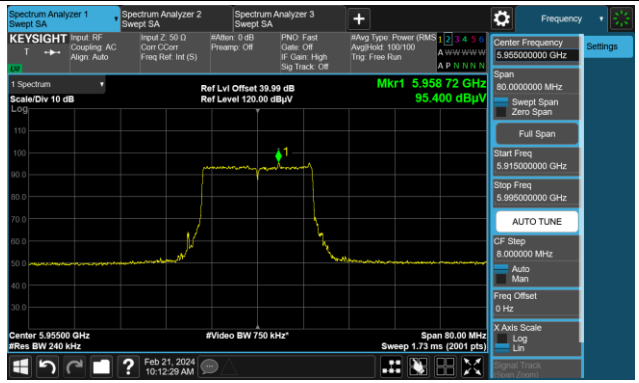 Spectrum Analyzer 1
Swept SA
Spectrum Analyzer 2
Swept SA
Spectrum Analyzer 3
Swept SA
+
Frequency
KEYSIGHT
T
Input: RF
Coupling: AC
Align: Auto
Input Z: 50 Ω
Corr CCorr
Freq Ref: Int (S)
#Atten: 0 dB
Preamp: Off
PNO: Fast
Gate: Off
IF Gain: High
Sig Track: Off
#Avg Type: Power (RMS
Avg|Hold: 100/100
Trig: Free Run
1 2 3 4 5 6
A W W W W W
A P N N N N
1 Spectrum
Scale/Div 10 dB
Log
Ref Lvl Offset 39.99 dB
Ref Level 120.00 dBµV
Mkr1 5.958 72 GHz
95.400 dBµV
1
110
100
90.0
80.0
70.0
60.0
50.0
40.0
30.0
Center 5.95500 GHz
#Res BW 240 kHz
#Video BW 750 kHz*
Span 80.00 MHz
Sweep 1.73 ms (2001 pts)
Center Frequency
5.955000000 GHz
Span
80.0000000 MHz
Swept Span
Zero Span
Full Span
Start Freq
5.915000000 GHz
Stop Freq
5.995000000 GHz
AUTO TUNE
CF Step
8.000000 MHz
Auto
Man
Freq Offset
0 Hz
X Axis Scale
Log
Lin
Signal Track
(Span Zoom)
Settings
?
Feb 21, 2024
10:12:29 AM